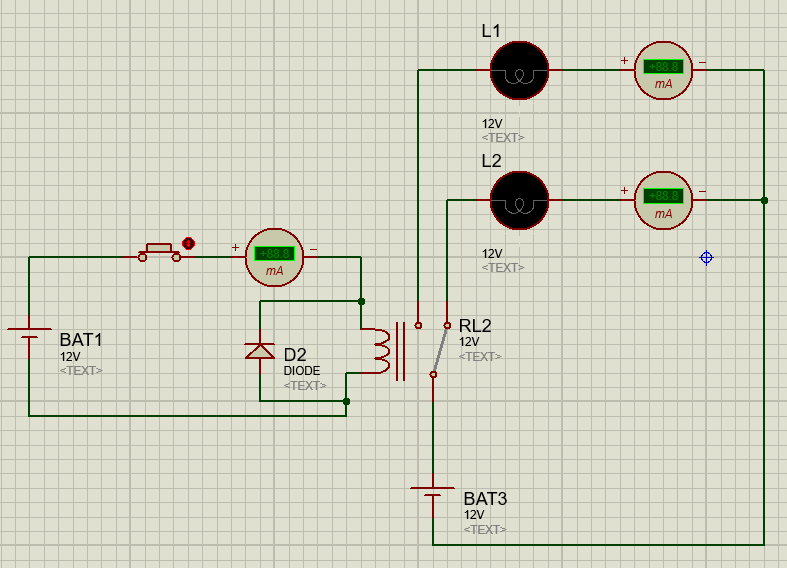 L1
+88.8
mA
12V
<TEXT>
L2
+88.8
mA
12V
<TEXT>
+88.8
mA
BAT1
12V
<TEXT>
D2
DIODE
<TEXT>
RL2
12V
<TEXT>
BAT3
12V
<TEXT>